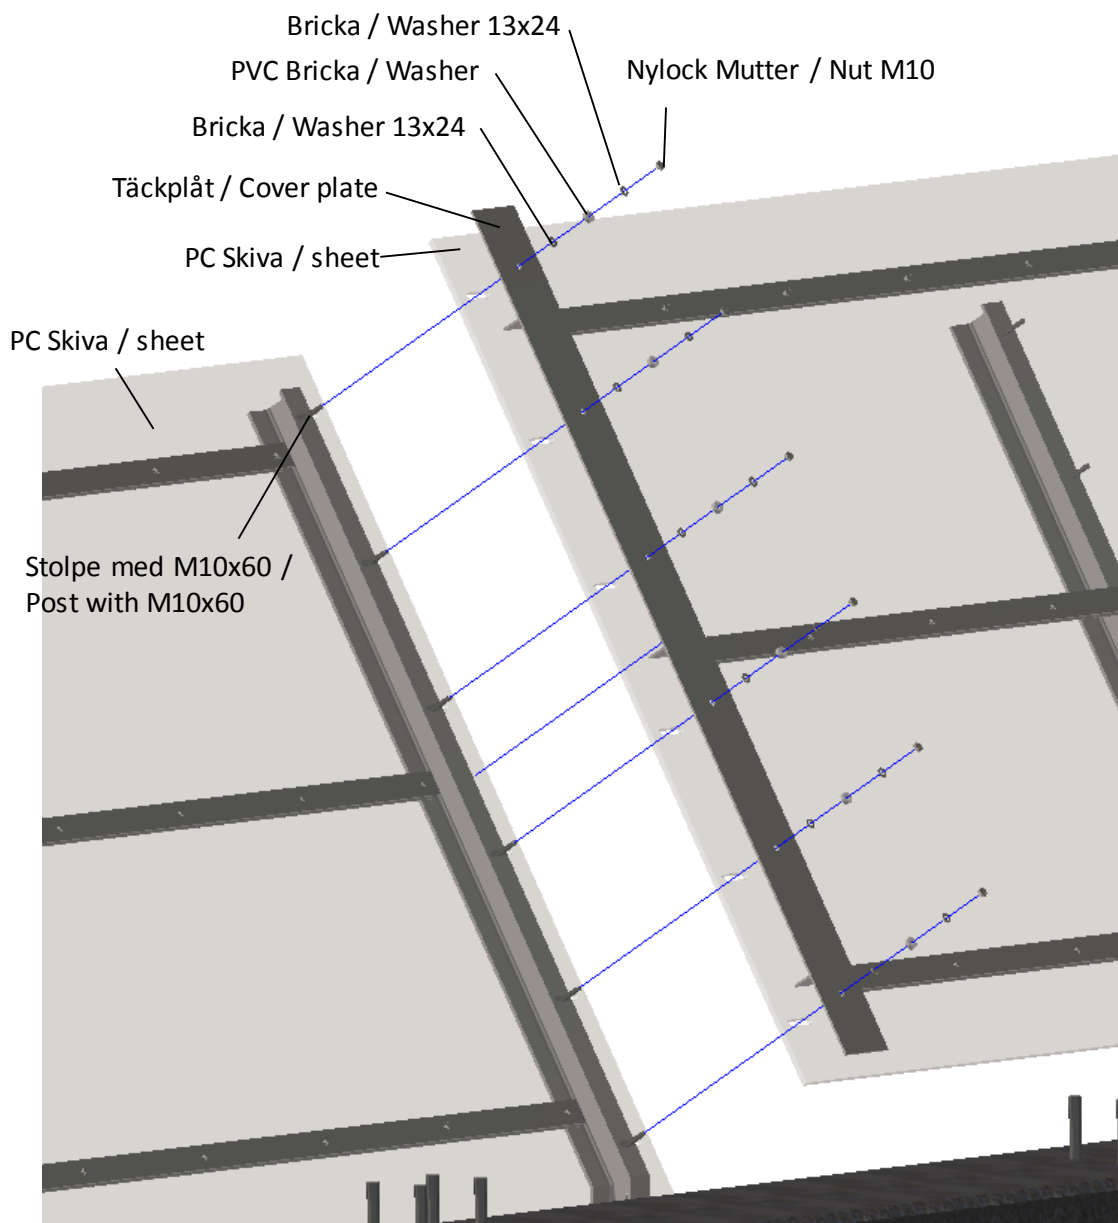 Bricka / Washer 13x24
PVC Bricka / Washer
Nylock Mutter / Nut M10
Bricka / Washer 13x24
Täckplåt / Cover plate
PC Skiva / sheet
PC Skiva / sheet
Stolpe med M10x60 /
Post with M10x60